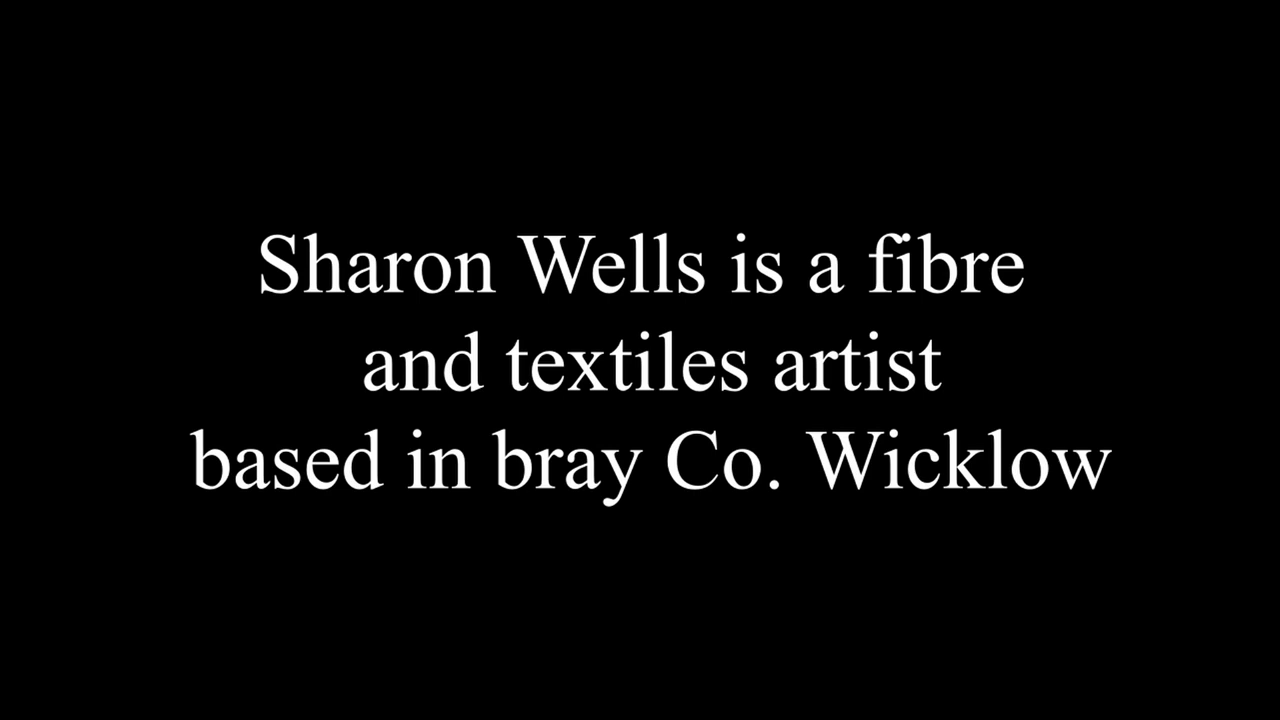 Sharon Wells is a fibre
and textiles artist
based in bray Co. Wicklow